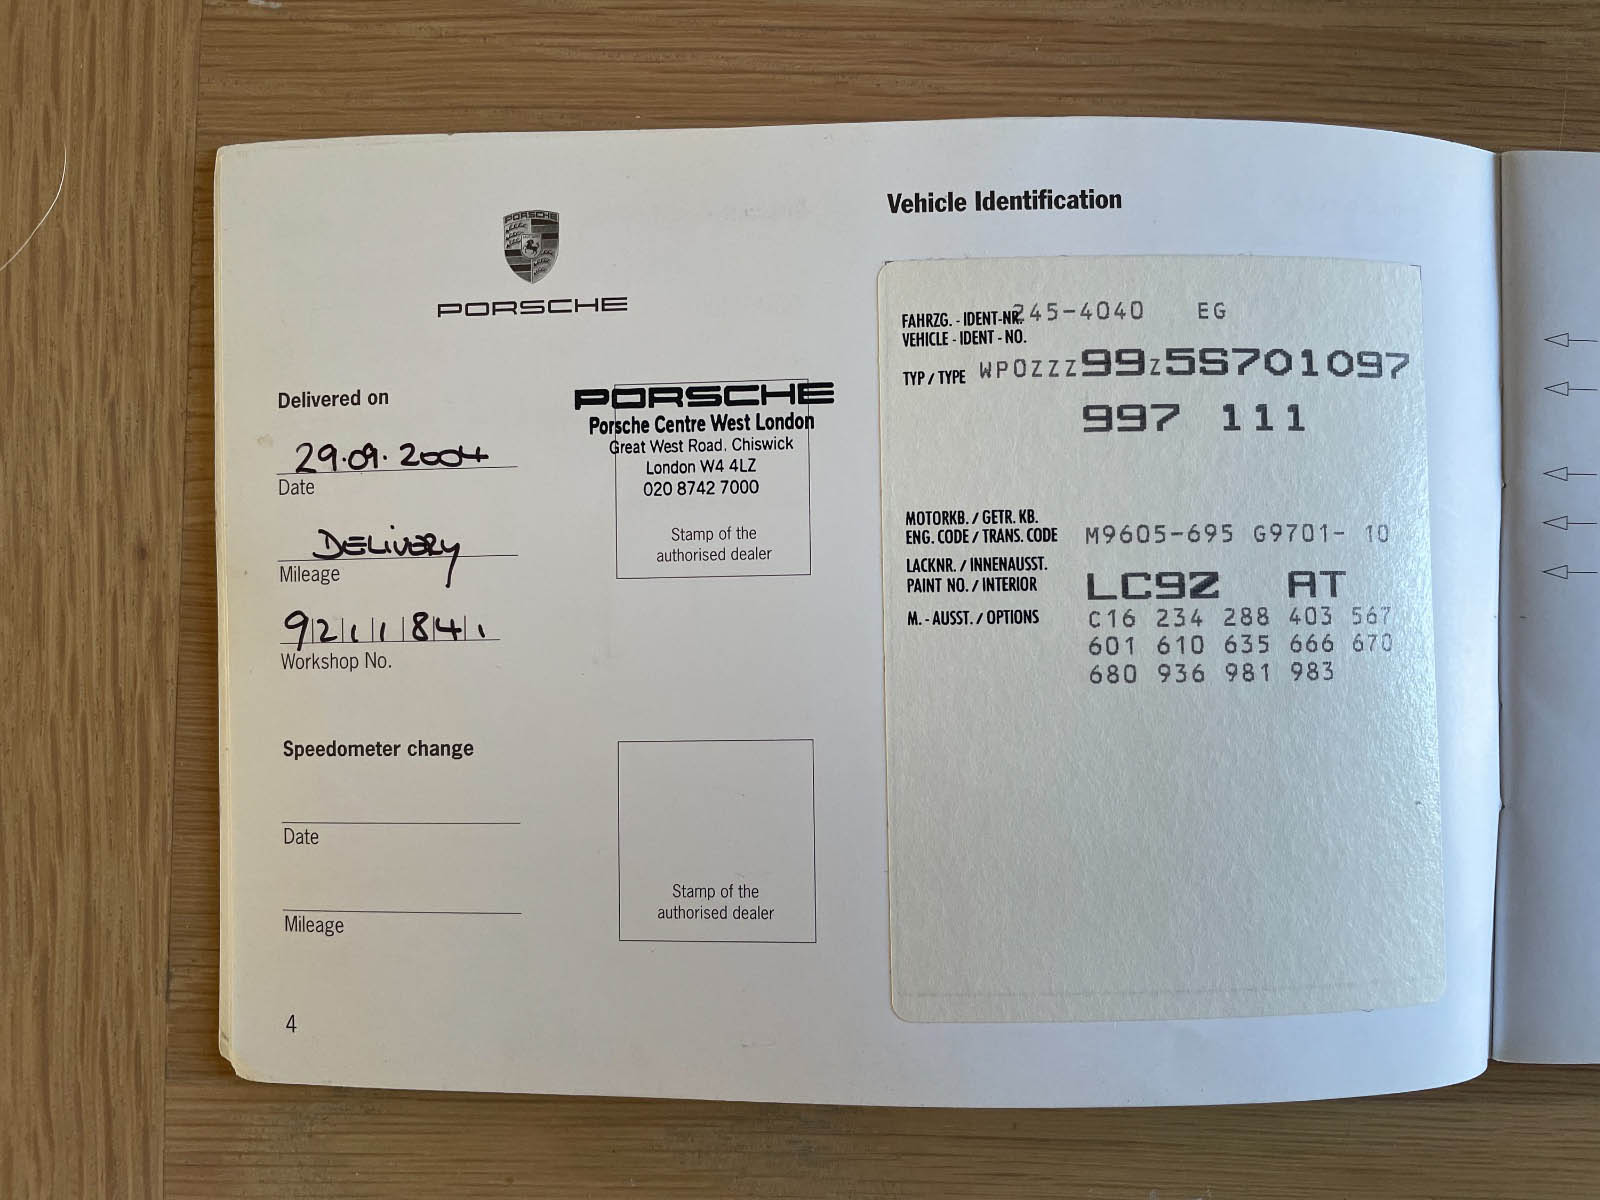 PORSCHE
PORSCHE
Delivered on
29.09.2004
Date
DELIVERY
Mileage
9211841
Workshop No.
PORSCHE
Porsche Centre West London
Great West Road, Chiswick
London W4 4LZ
020 8742 7000
Stamp of the
authorised dealer
Speedometer change
Date
Mileage
Stamp of the
authorised dealer
4
Vehicle Identification
FAHRZG. - IDENT-NR. 245-4040 EG
VEHICLE - IDENT - NO.
TYP / TYPE WP0ZZZ99Z5S701097
997 111
MOTORKB. / GETR. KB.
ENG. CODE / TRANS. CODE M9605-695 G9701- 10
LACKNR. / INNENAUSST.
PAINT NO. / INTERIOR LC9Z AT
M. - AUSST. / OPTIONS C16 234 288 403 567
601 610 635 666 670
680 936 981 983